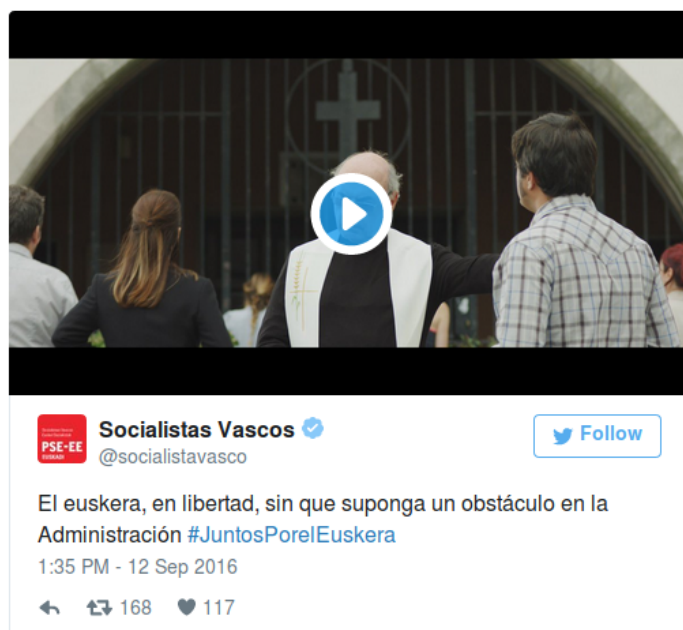 PSE-EE
EUSKADI
Socialistas Vascos
@socialistavasco
Follow
El euskera, en libertad, sin que suponga un obstáculo en la
Administración #JuntosPorelEuskera
1:35 PM - 12 Sep 2016
168 117